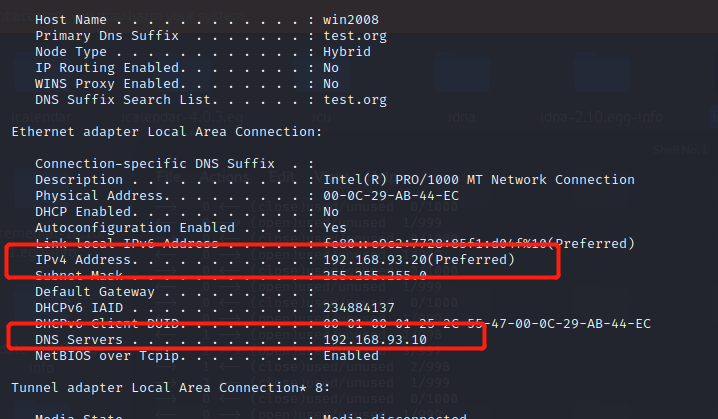 Host Name . . . . . . . . . . . . : win2008
Primary Dns Suffix  . . . . . . . : test.org
Node Type . . . . . . . . . . . . : Hybrid
IP Routing Enabled. . . . . . . . : No
WINS Proxy Enabled. . . . . . . . : No
DNS Suffix Search List. . . . . . : test.org
Ethernet adapter Local Area Connection:
Connection-specific DNS Suffix  . :
Description . . . . . . . . . . . : Intel(R) PRO/1000 MT Network Connection
Physical Address. . . . . . . . . : 00-0C-29-AB-44-EC
DHCP Enabled. . . . . . . . . . . : No
Autoconfiguration Enabled . . . . : Yes
Link-local IPv6 Address . . . . . : fe80::e9c2:7728:85f1:d04f%10(Preferred)
IPv4 Address. . . . . . . . . . . : 192.168.93.20(Preferred)
Subnet Mask . . . . . . . . . . . : 255.255.255.0
Default Gateway . . . . . . . . . :
DHCPv6 IAID . . . . . . . . . . . : 234884137
DHCPv6 Client DUID. . . . . . . . : 00-01-00-01-25-2C-55-47-00-0C-29-AB-44-EC
DNS Servers . . . . . . . . . . . : 192.168.93.10
NetBIOS over Tcpip. . . . . . . . : Enabled
Tunnel adapter Local Area Connection* 8:
Media State . . . . . . . . . . . : Media disconnected